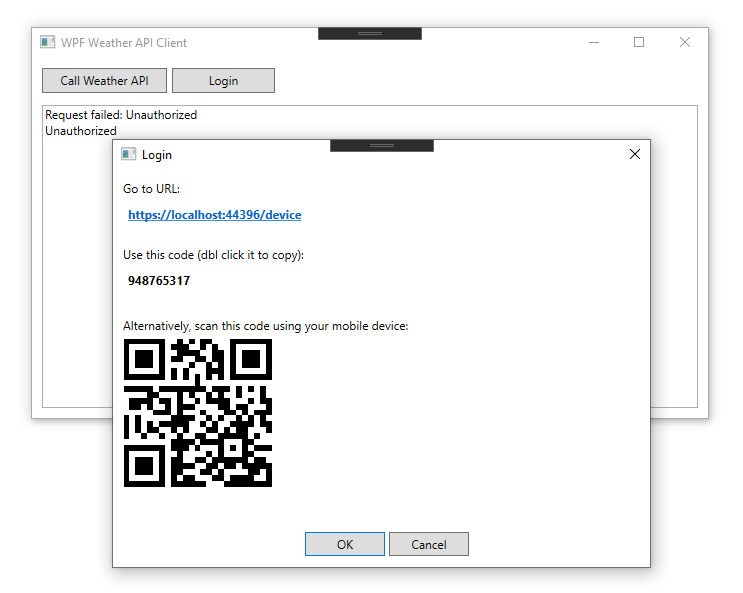 WPF Weather API Client
Call Weather API
Login
Request failed: Unauthorized
Unauthorized
Login
Go to URL:
https://localhost:44396/device
Use this code (dbl click it to copy):
948765317
Alternatively, scan this code using your mobile device:
OK
Cancel